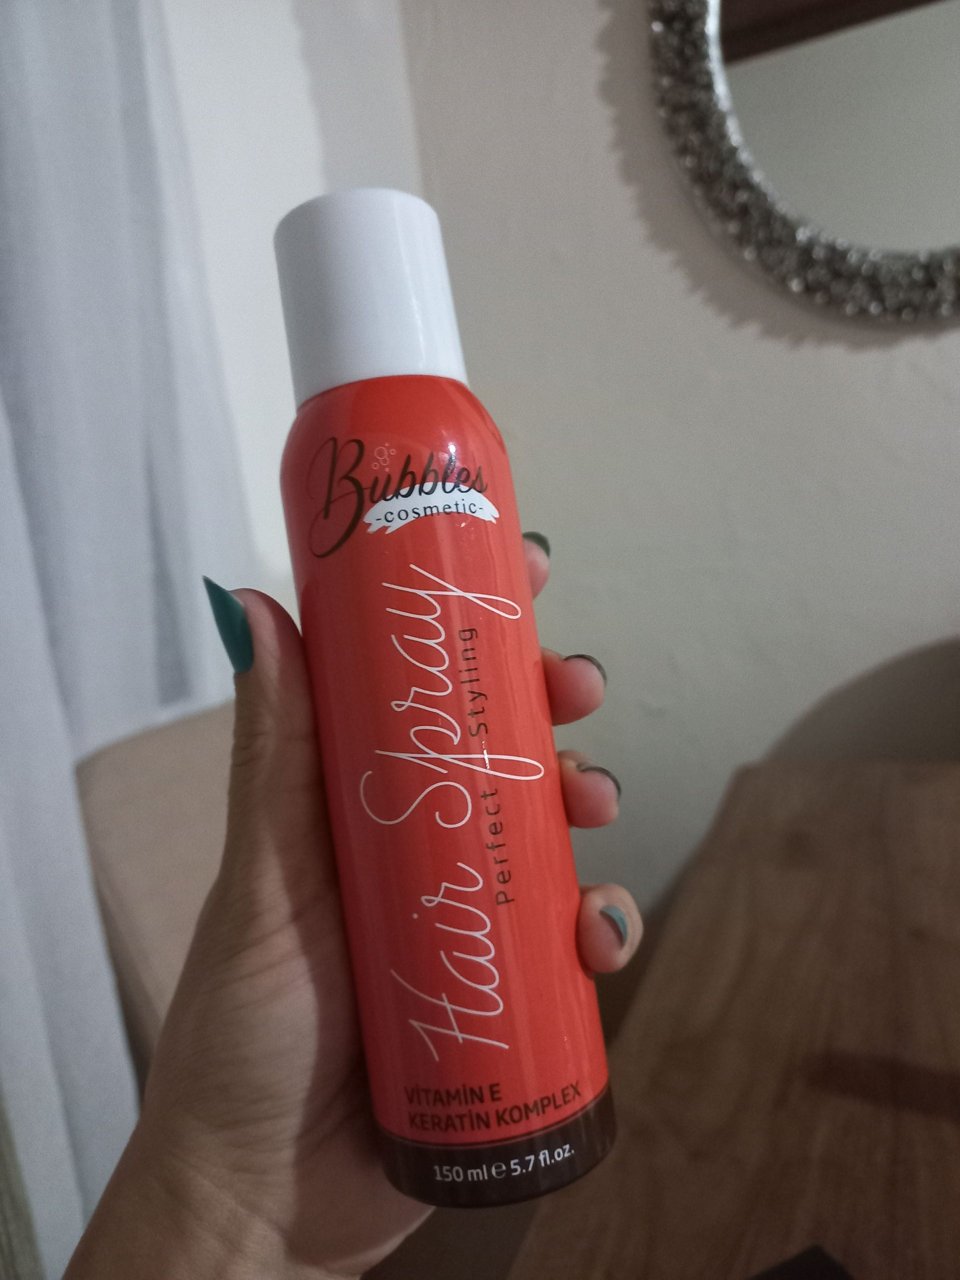 Bubbles
-cosmetic-
Hair Spray
Perfect Styling
VİTAMİN E
KERATİN KOMPLEX
150 ml ℮ 5.7 fl.oz.